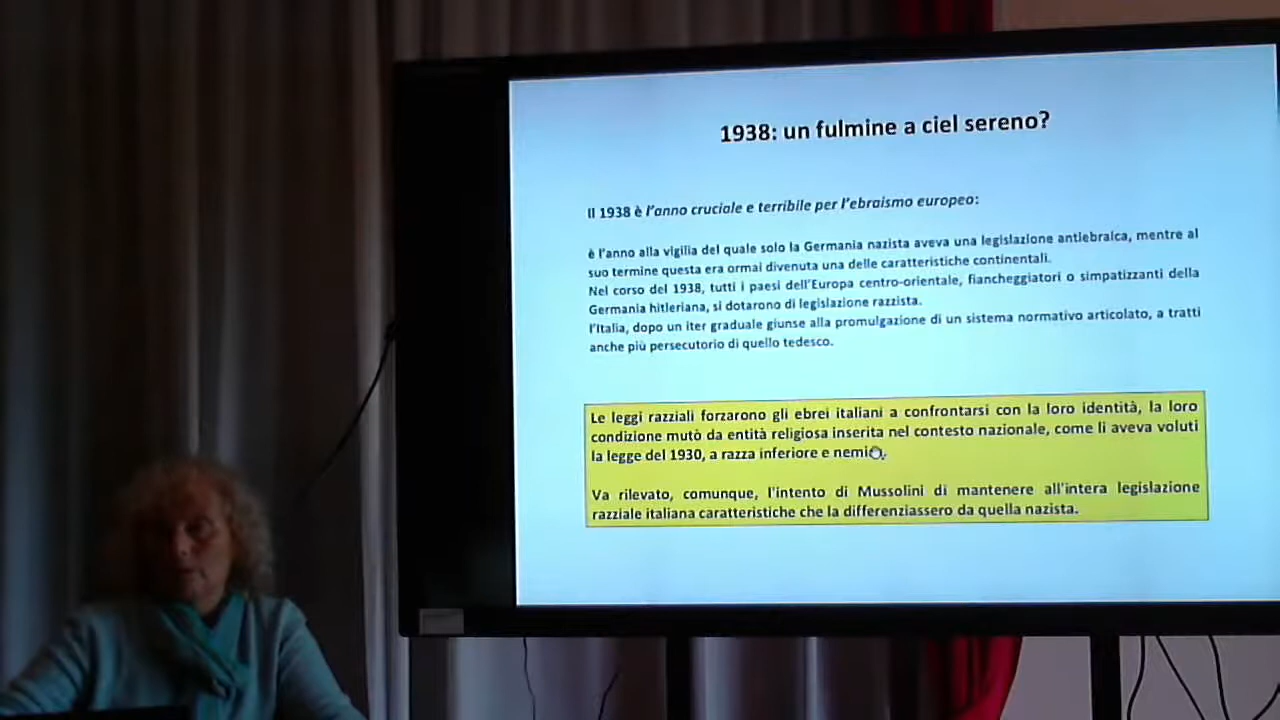 1938: un fulmine a ciel sereno?
Il 1938 è l'anno cruciale e terribile per l'ebraismo europeo:
è l'anno alla vigilia del quale solo la Germania nazista aveva una legislazione antiebraica, mentre al
suo termine questa era ormai divenuta una delle caratteristiche continentali.
Nel corso del 1938, tutti i paesi dell'Europa centro-orientale, fiancheggiatori o simpatizzanti della
Germania hitleriana, si dotarono di legislazione razzista.
l'Italia, dopo un iter graduale giunse alla promulgazione di un sistema normativo articolato, a tratti
anche più persecutorio di quello tedesco.
Le leggi razziali forzarono gli ebrei italiani a confrontarsi con la loro identità, la loro
condizione mutò da entità religiosa inserita nel contesto nazionale, come li aveva voluti
la legge del 1930, a razza inferiore e
Va rilevato, comunque, l'intento di Mussolini di mantenere all'intera legislazione
razziale italiana caratteristiche che la differenziassero da quella nazista.